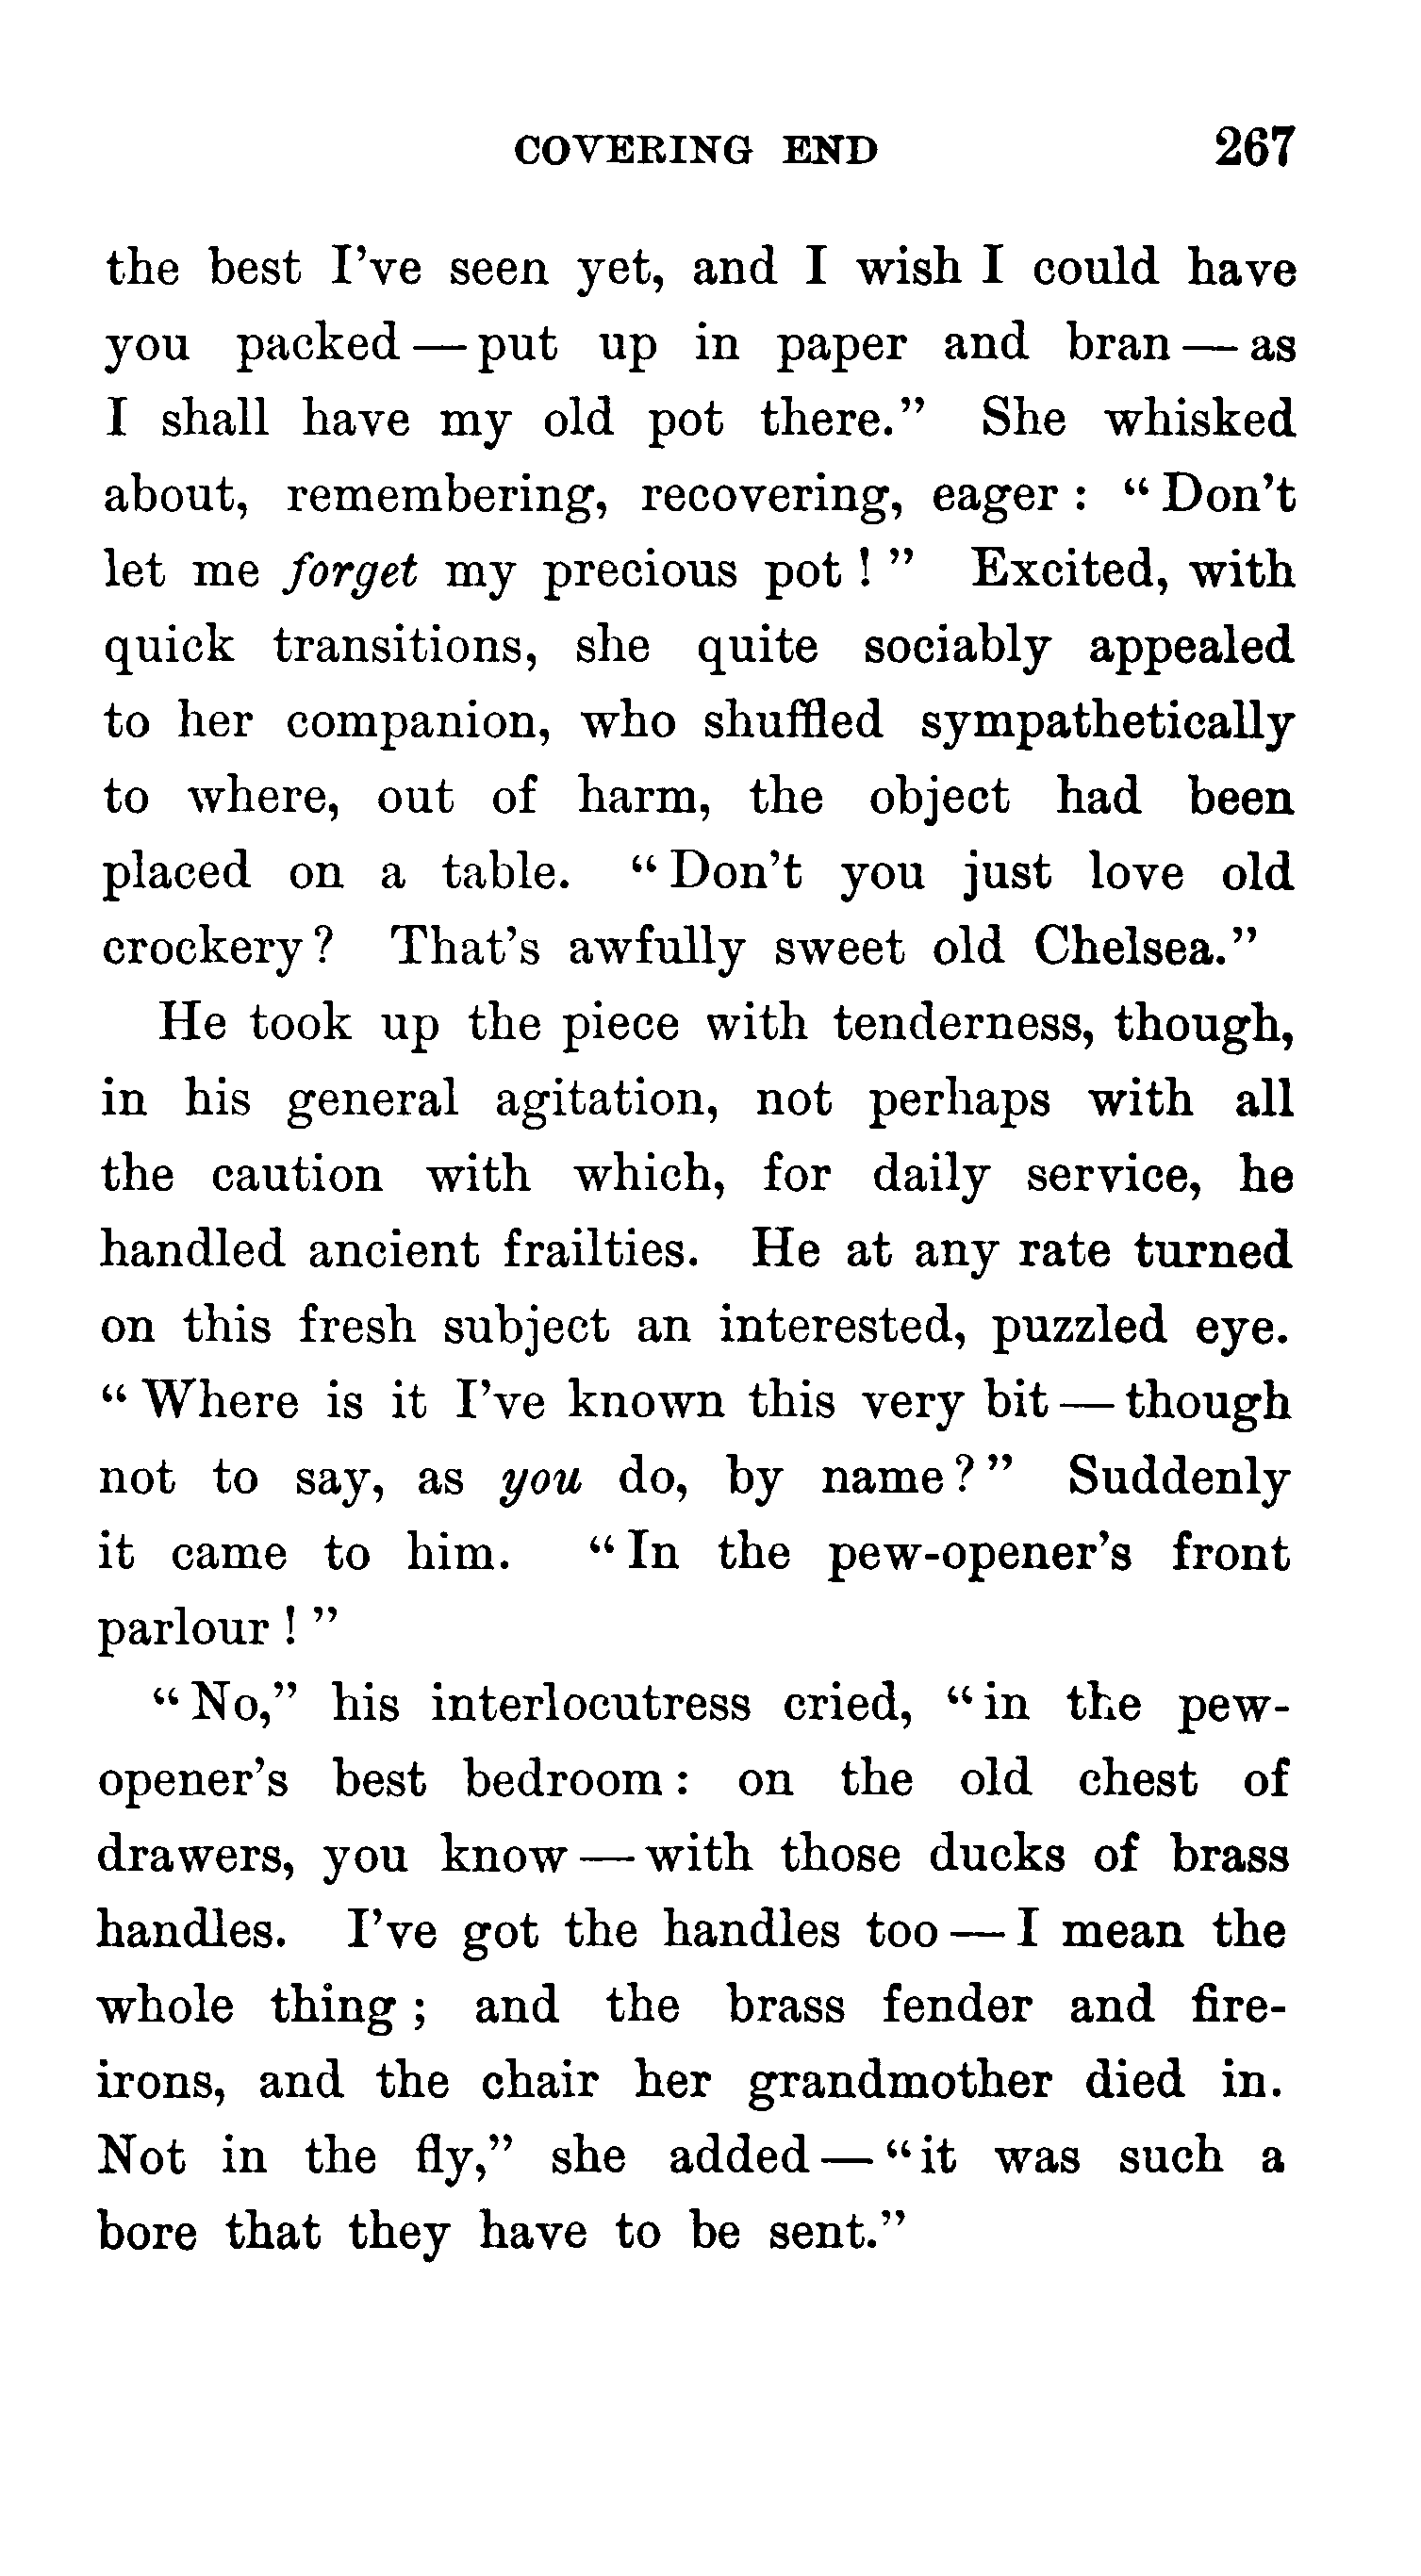 COVERING END 267
the best I've seen yet, and I wish I could have
you packed — put up in paper and bran — as
I shall have my old pot there.” She whisked
about, remembering, recovering, eager : “ Don't
let me forget my precious pot ! ” Excited, with
quick transitions, she quite sociably appealed
to her companion, who shuffled sympathetically
to where, out of harm, the object had been
placed on a table. “ Don't you just love old
crockery ? That's awfully sweet old Chelsea.”
He took up the piece with tenderness, though,
in his general agitation, not perhaps with all
the caution with which, for daily service, he
handled ancient frailties. He at any rate turned
on this fresh subject an interested, puzzled eye.
“ Where is it I've known this very bit — though
not to say, as you do, by name ? ” Suddenly
it came to him. “ In the pew-opener's front
parlour ! ”
“ No,” his interlocutress cried, “ in the pew-
opener's best bedroom : on the old chest of
drawers, you know — with those ducks of brass
handles. I've got the handles too — I mean the
whole thing ; and the brass fender and fire-
irons, and the chair her grandmother died in.
Not in the fly,” she added — “ it was such a
bore that they have to be sent.”